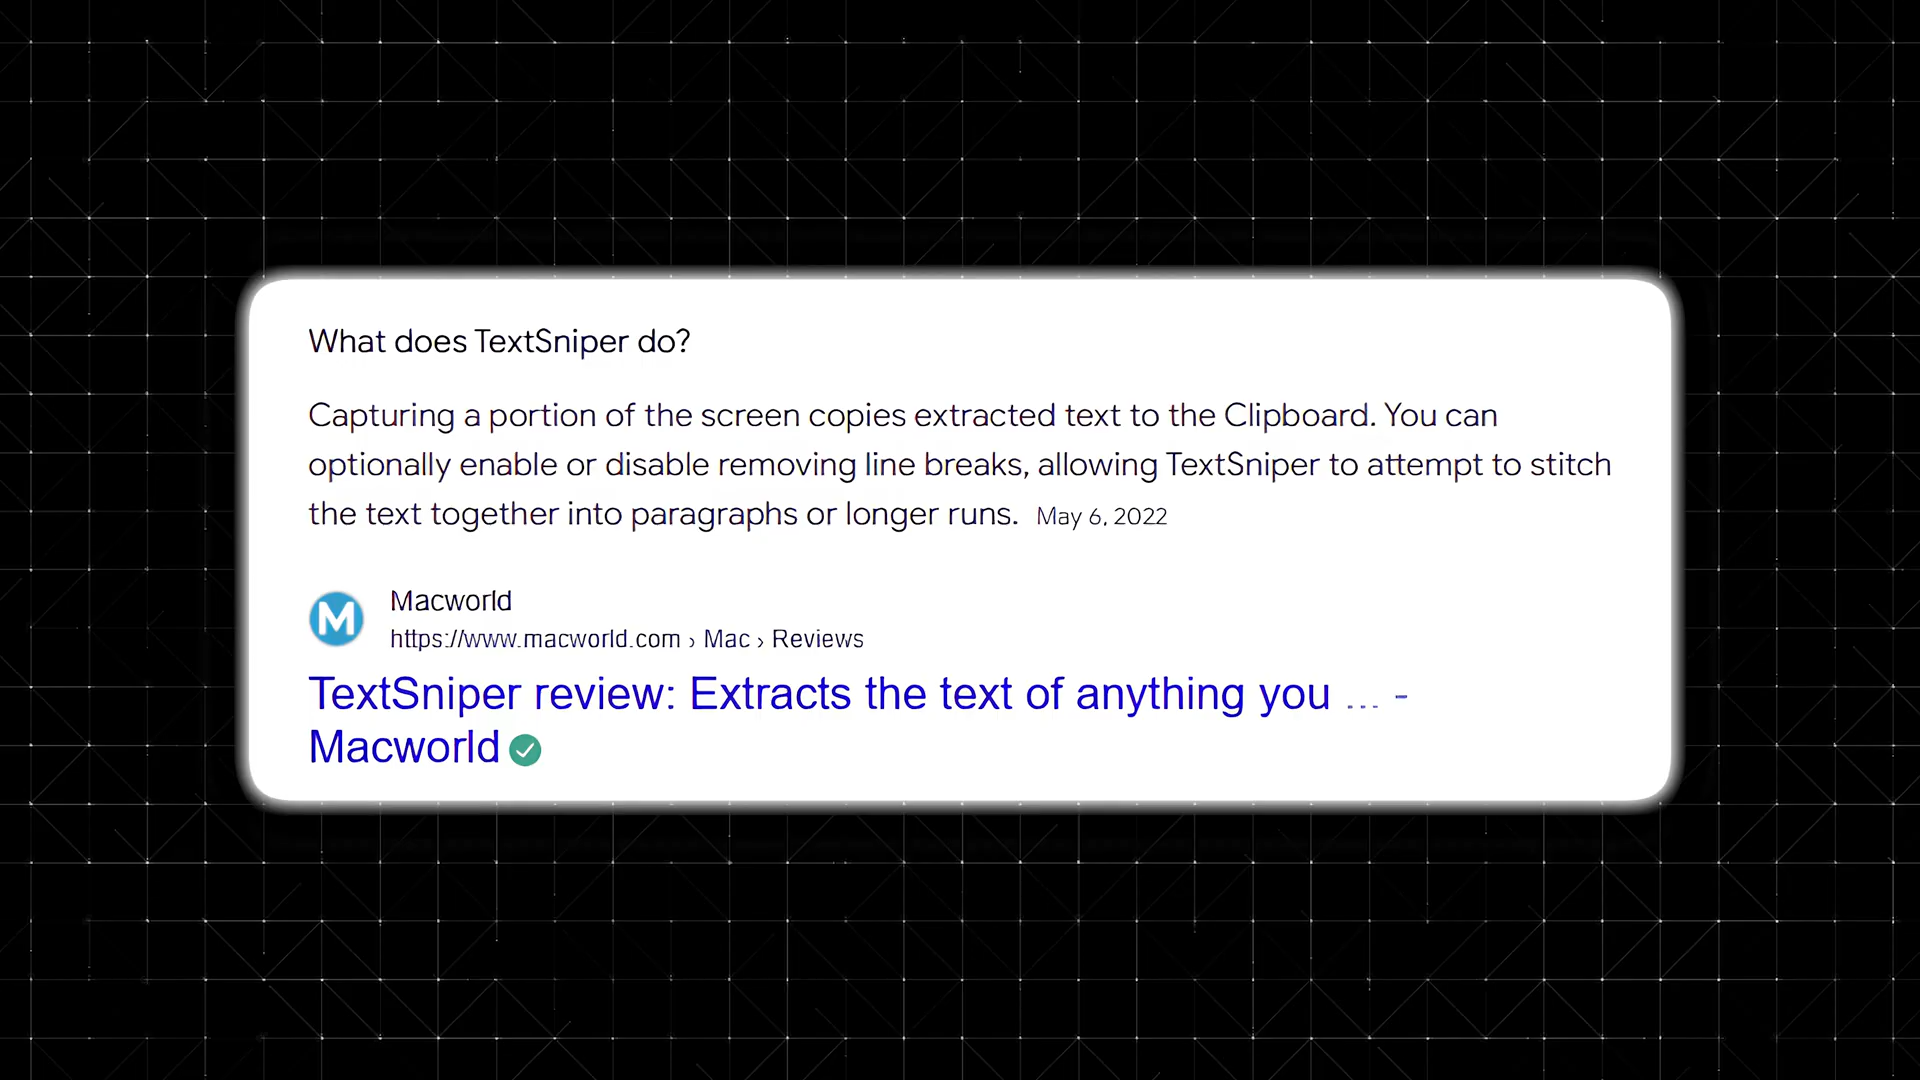 What does TextSniper do?
Capturing a portion of the screen copies extracted text to the Clipboard. You can
optionally enable or disable removing line breaks, allowing TextSniper to attempt to stitch
the text together into paragraphs or longer runs. May 6, 2022
M
Macworld
https://www.macworld.com › Mac › Reviews
TextSniper review: Extracts the text of anything you ... -
Macworld